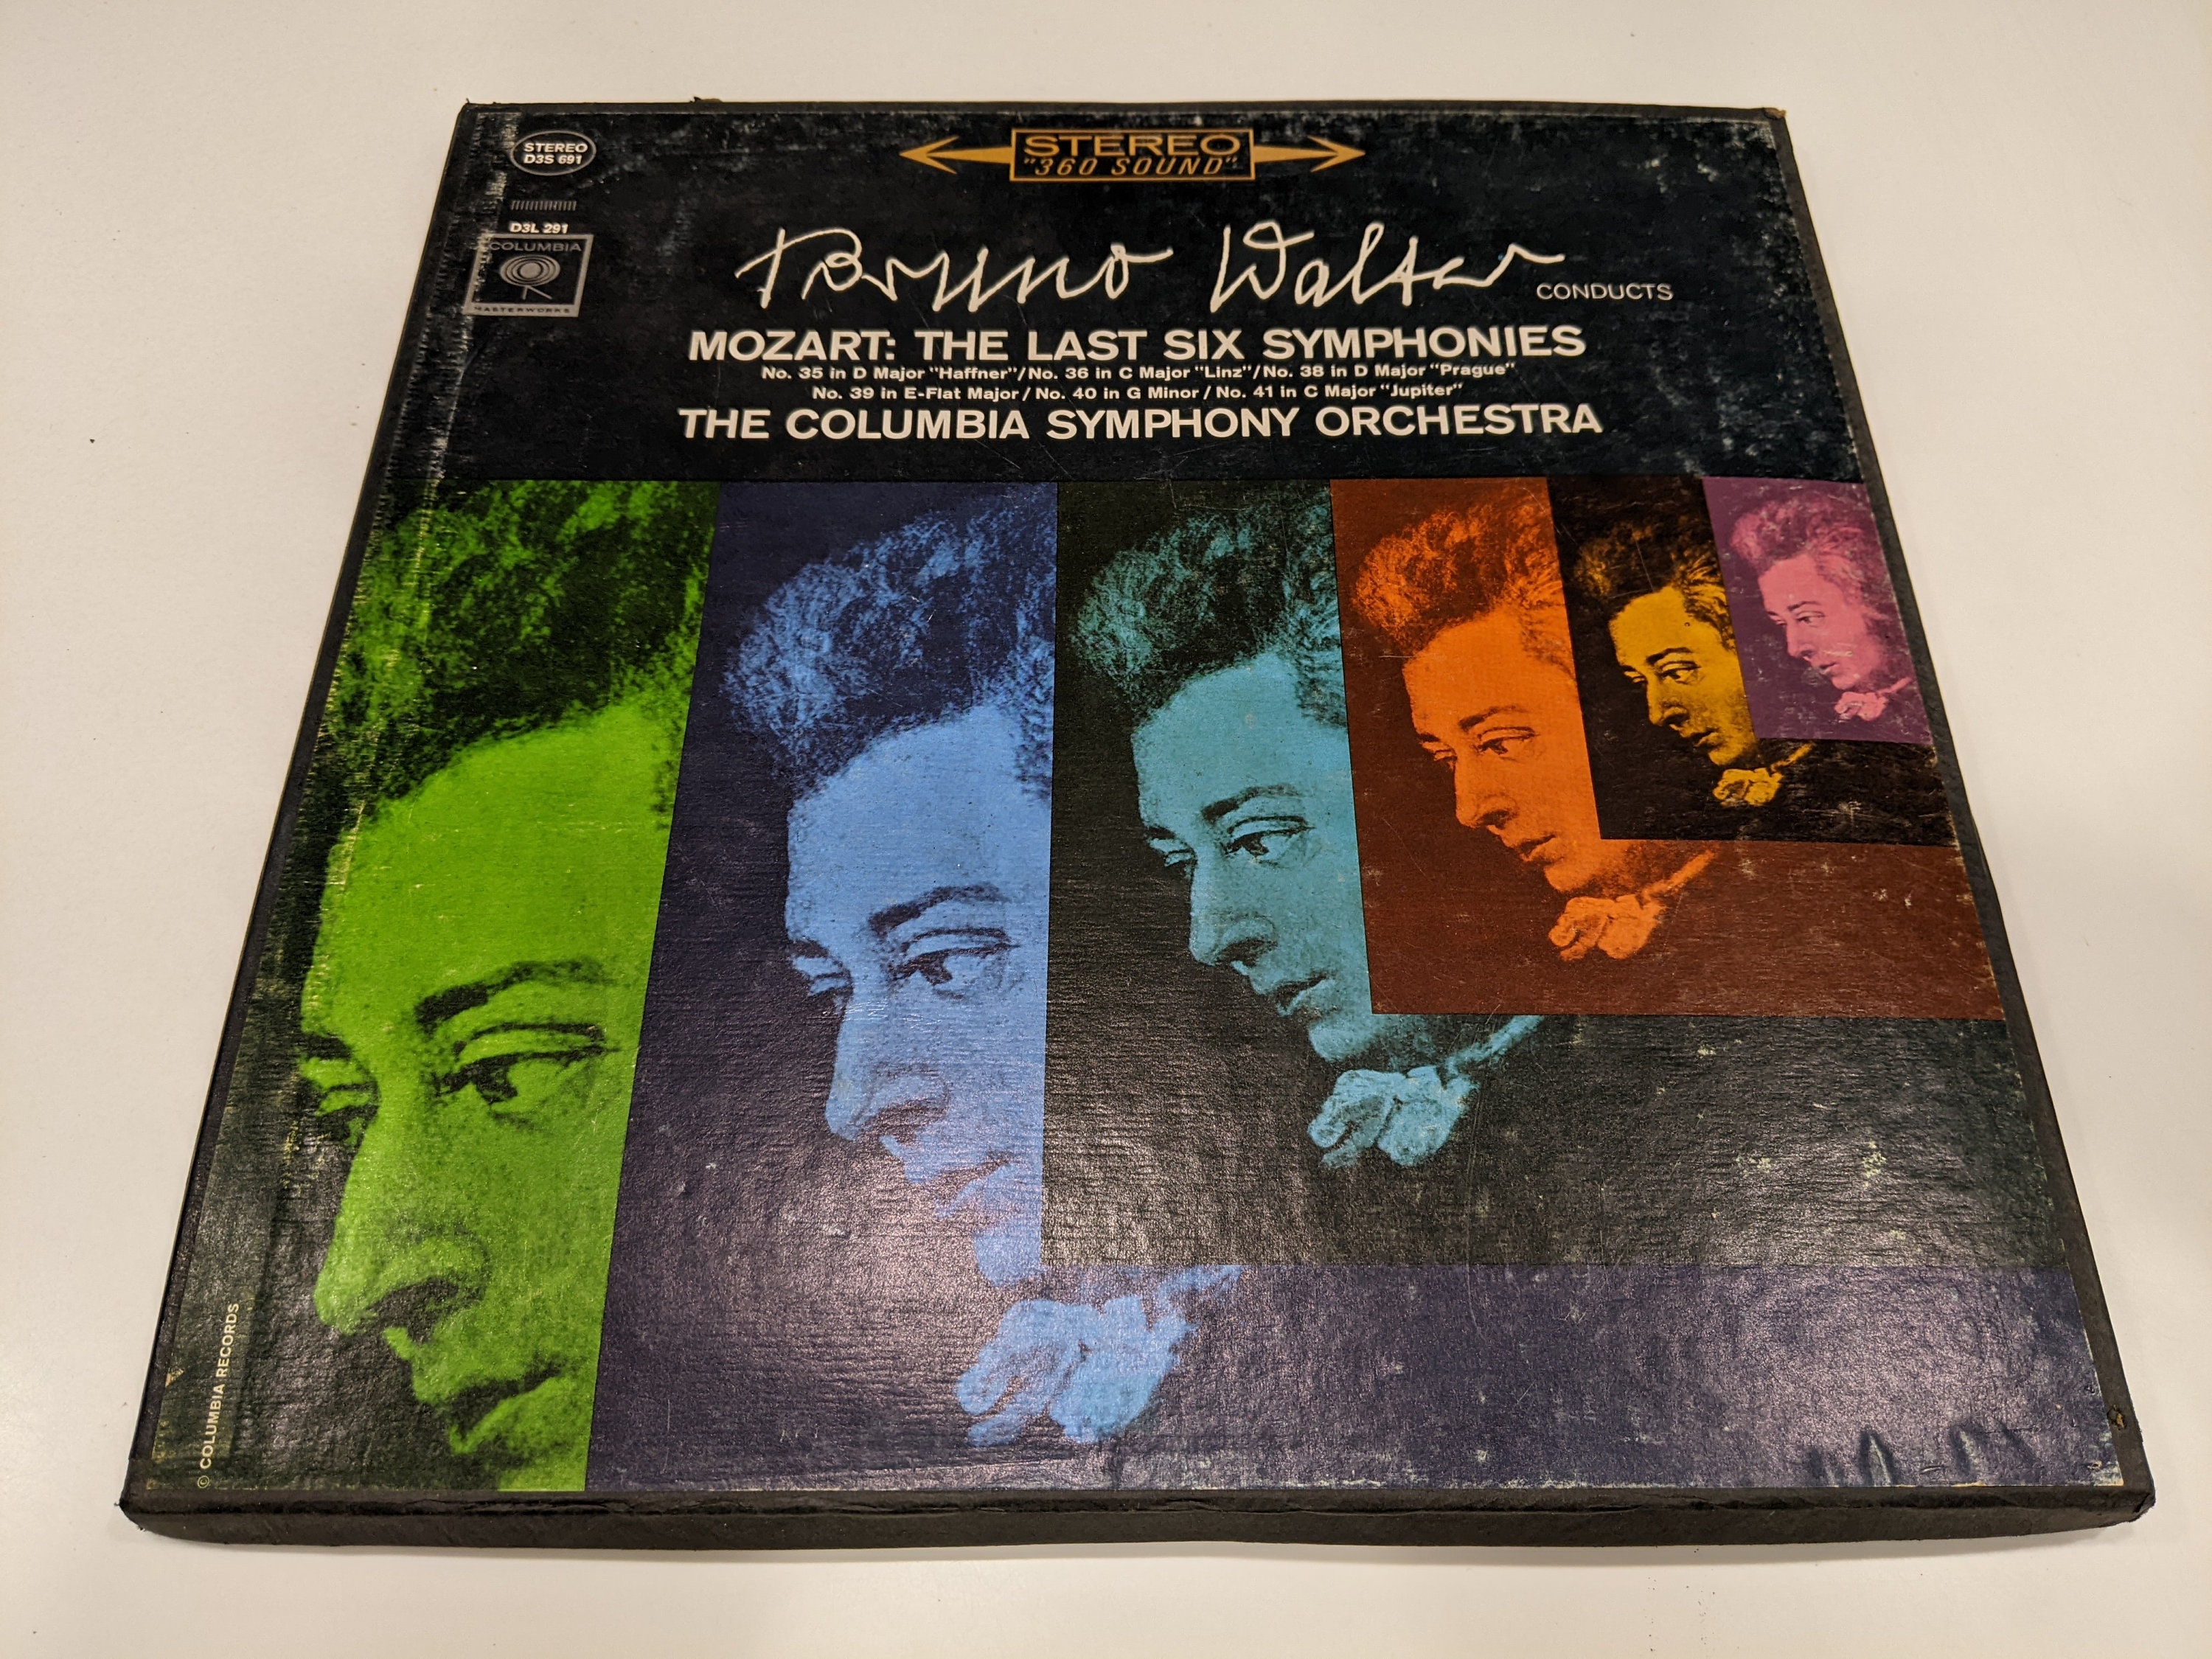 STEREO
D3S 691
STEREO
"360 SOUND"
D3L 291
COLUMBIA
MASTERWORKS
Bruno Walter CONDUCTS
MOZART: THE LAST SIX SYMPHONIES
No. 35 in D Major "Haffner"/No. 36 in C Major "Linz"/No. 38 in D Major "Prague"
No. 39 in E-Flat Major / No. 40 in G Minor / No. 41 in C Major "Jupiter"
THE COLUMBIA SYMPHONY ORCHESTRA
© COLUMBIA RECORDS